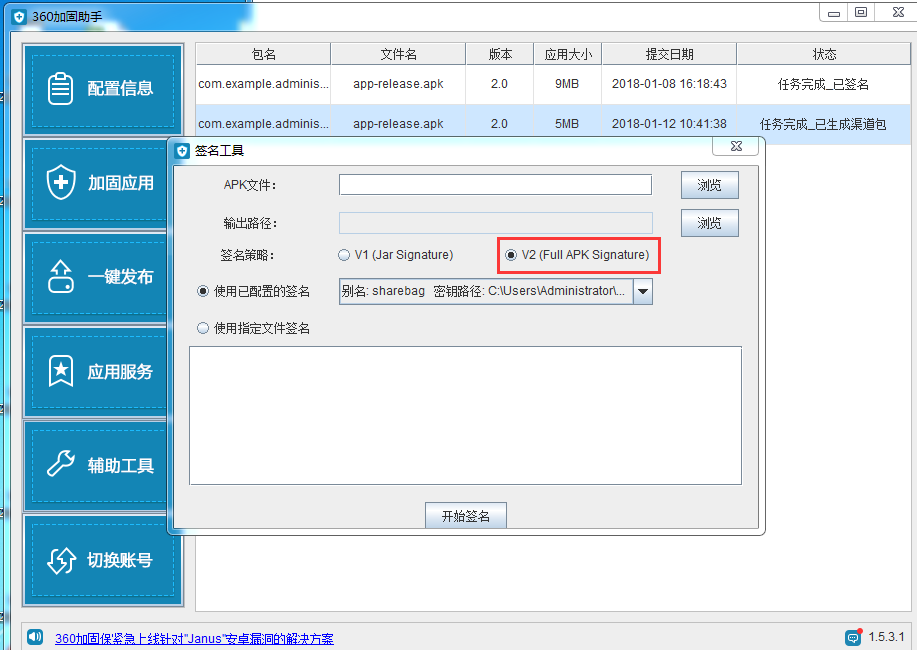 360加固助手
配置信息
加固应用
一键发布
应用服务
辅助工具
切换账号
包名 文件名 版本 应用大小 提交日期 状态
com.example.adminis... app-release.apk 2.0 9MB 2018-01-08 16:18:43 任务完成_已签名
com.example.adminis... app-release.apk 2.0 5MB 2018-01-12 10:41:38 任务完成_已生成渠道包
签名工具
APK文件： 浏览
输出路径： 浏览
签名策略： V1 (Jar Signature) V2 (Full APK Signature)
使用已配置的签名 别名: sharebag 密钥路径: C:\Users\Administrator\...
使用指定文件签名
开始签名
360加固保紧急上线针对"Janus"安卓漏洞的解决方案
1.5.3.1